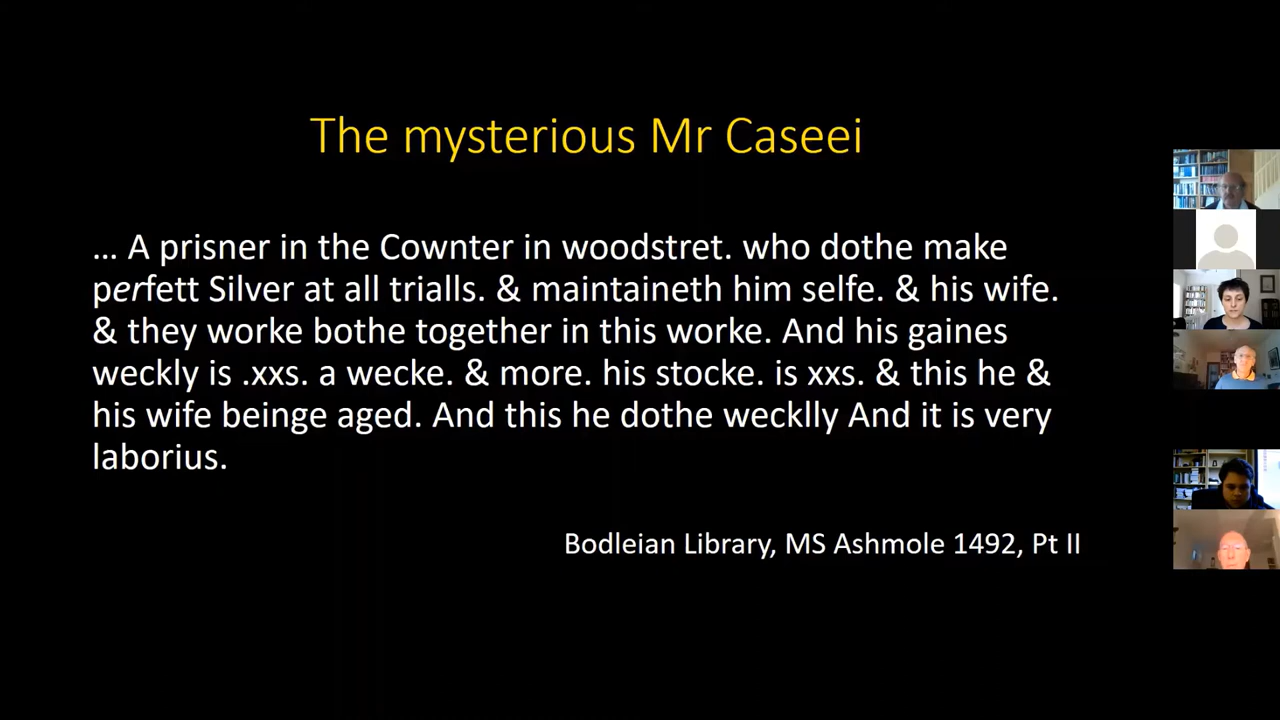 The mysterious Mr Caseei
… A prisner in the Cownter in woodstret. who dothe make
perfett Silver at all trialls. & maintaineth him selfe. & his wife.
& they worke bothe together in this worke. And his gaines
weckly is .xxs. a wecke. & more. his stocke. is xxs. & this he &
his wife beinge aged. And this he dothe wecklly And it is very
laborius.
Bodleian Library, MS Ashmole 1492, Pt II